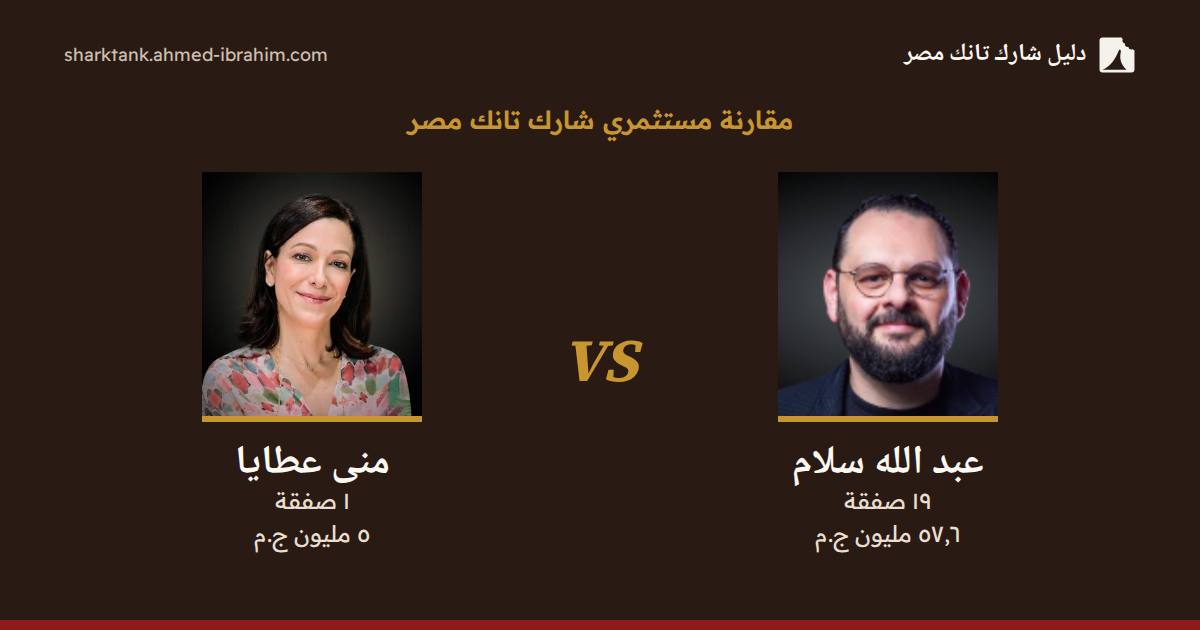 دليل شارك تانك مصر
sharktank.ahmed-ibrahim.com
مقارنة مستثمري شارك تانك مصر
عبد الله سلام
١٩ صفقة
٥٧,٦ مليون ج.م
VS
منى عطايا
١ صفقة
٥ مليون ج.م